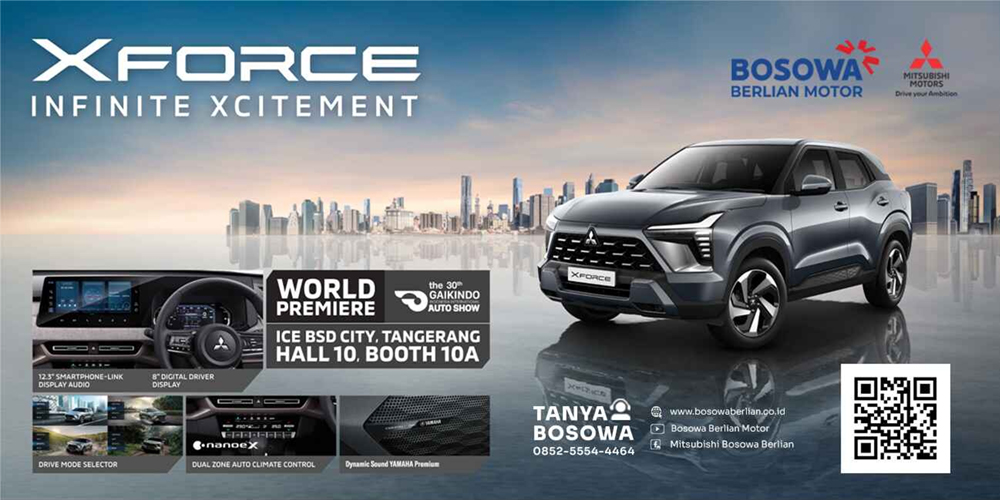 XFORCE
INFINITE XCITEMENT
BOSOWA
BERLIAN MOTOR
MITSUBISHI
MOTORS
Drive your Ambition
WORLD
PREMIERE
the 30th
GAIKINDO
INDONESIA INTERNATIONAL
AUTO SHOW
ICE BSD CITY, TANGERANG
HALL 10, BOOTH 10A
XFORCE
12.3" SMARTPHONE-LINK
DISPLAY AUDIO
8" DIGITAL DRIVER
DISPLAY
nanoeX
YAMAHA
DRIVE MODE SELECTOR
DUAL ZONE AUTO CLIMATE CONTROL
Dynamic Sound YAMAHA Premium
TANYA
BOSOWA
0852-5554-4464
www.bosowaberlian.co.id
Bosowa Berlian Motor
Mitsubishi Bosowa Berlian